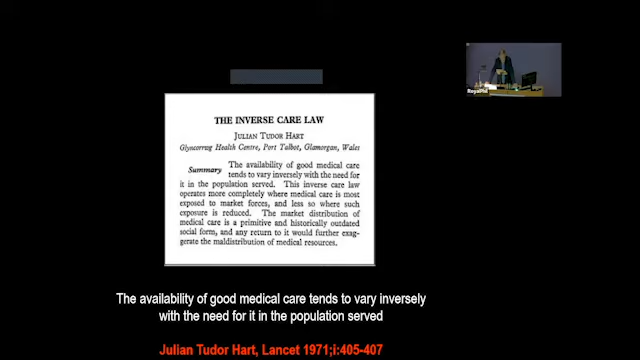 THE INVERSE CARE LAW
JULIAN TUDOR HART
Glyncorrwg Health Centre, Port Talbot, Glamorgan, Wales
Summary The availability of good medical care
tends to vary inversely with the need for
it in the population served. This inverse care law
operates more completely where medical care is most
exposed to market forces, and less so where such
exposure is reduced. The market distribution of
medical care is a primitive and historically outdated
social form, and any return to it would further exag-
gerate the maldistribution of medical resources.
The availability of good medical care tends to vary inversely
with the need for it in the population served
Julian Tudor Hart, Lancet 1971;i:405-407